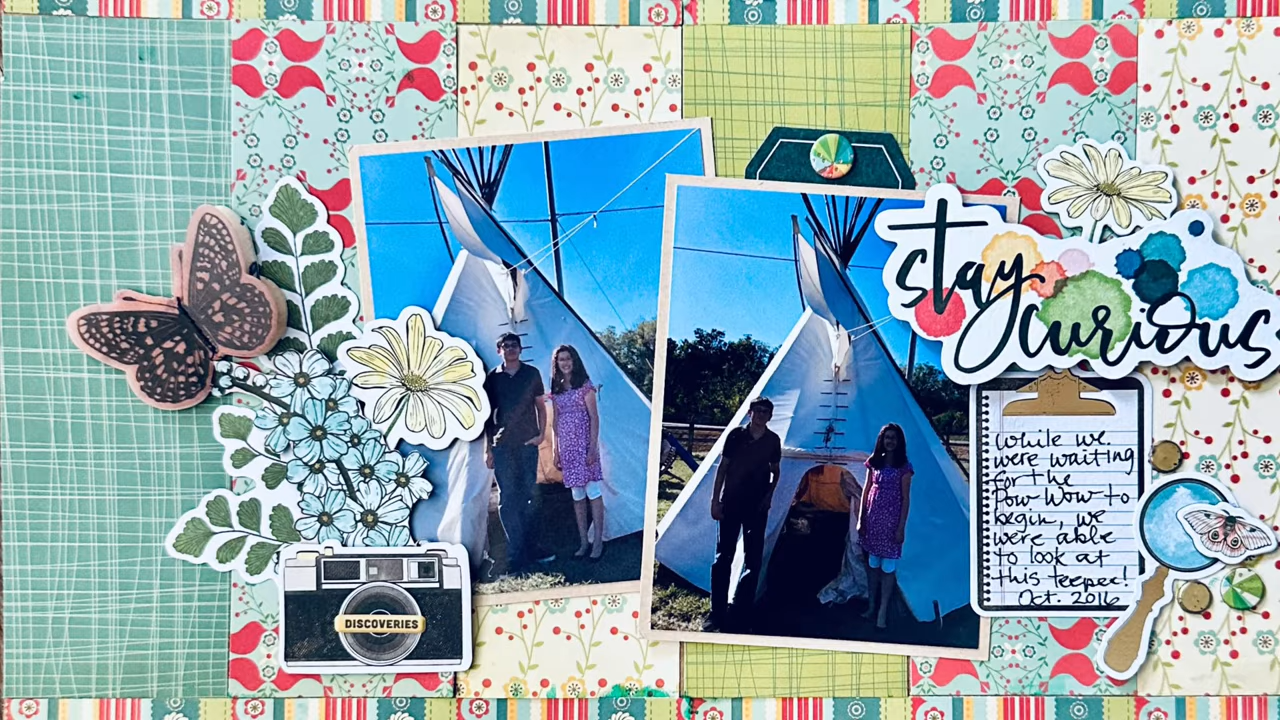 stay
curious
while we
were waiting
for the
Pow-Wow to
begin, we
were able
to look at
this teepee!
Oct. 2016
DISCOVERIES